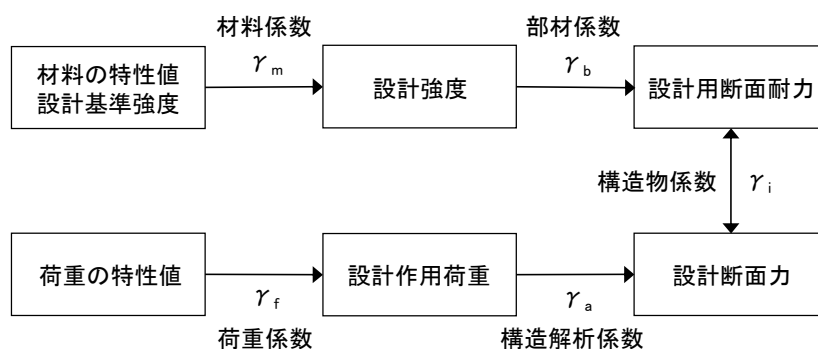 材料係数
γm
部材係数
γb
材料の特性値
設計基準強度
設計強度
設計用断面耐力
構造物係数
γi
荷重の特性値
設計作用荷重
設計断面力
γf
荷重係数
γa
構造解析係数